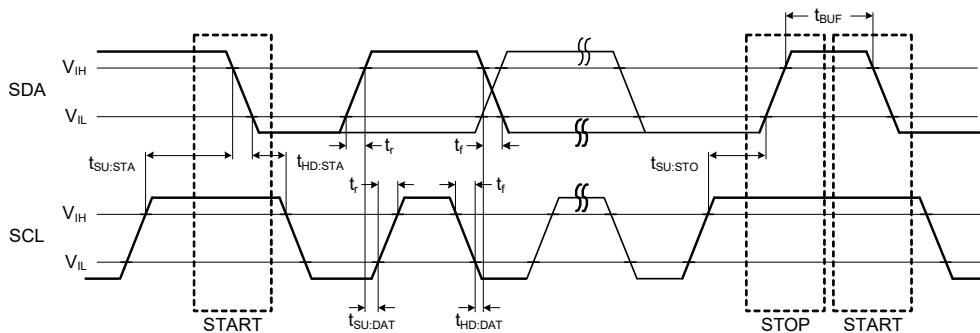 t_BUF
V_IH
SDA
V_IL
t_SU:STA
t_HD:STA
t_r
t_f
t_SU:STO
t_r
t_f
V_IH
SCL
V_IL
START
t_SU:DAT
t_HD:DAT
STOP
START